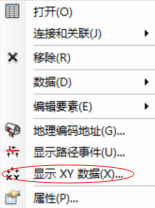 打开(O)
连接和关联(J)
移除(R)
数据(D)
编辑要素(E)
地理编码地址(G)...
显示路径事件(U)...
显示 XY 数据(X)...
属性(P)...